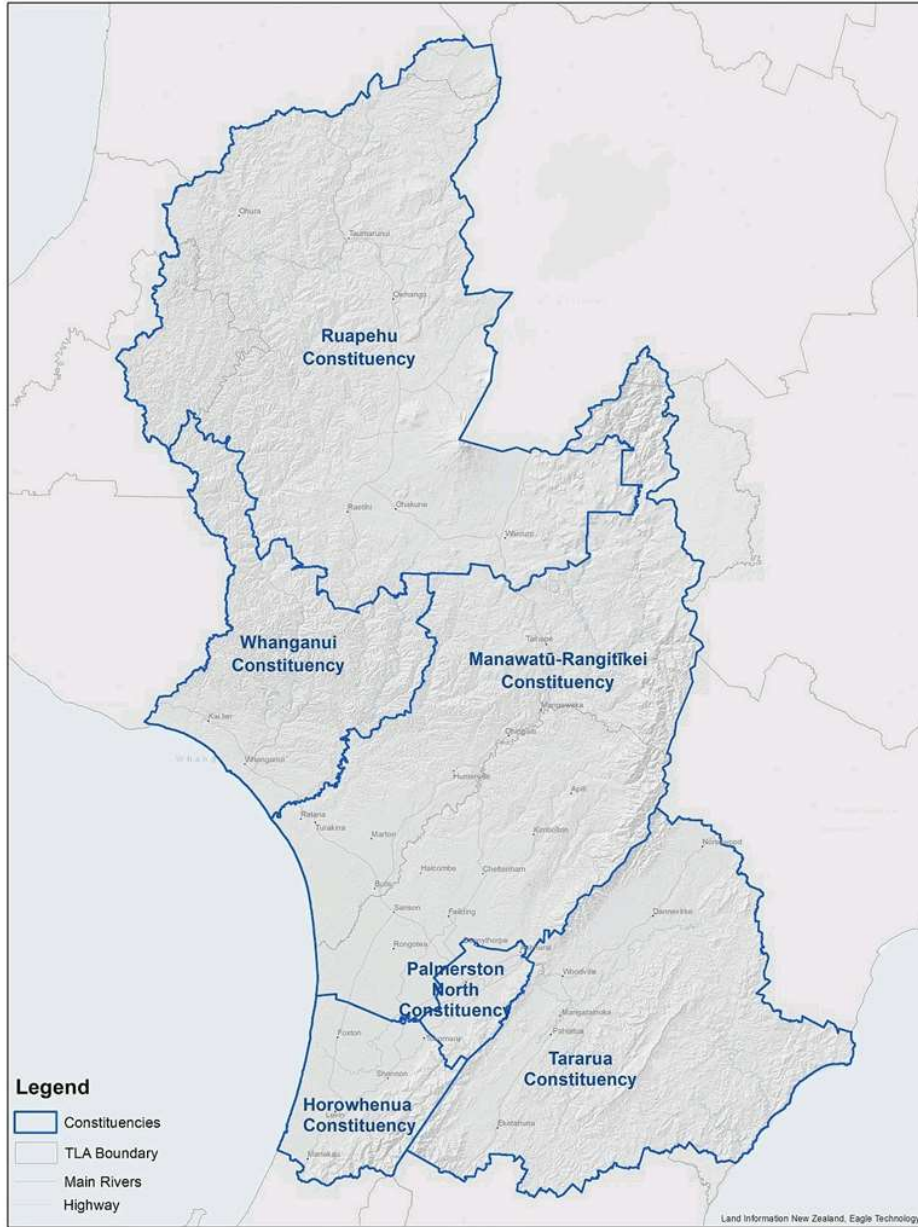 Ohura
Taumarunui
Owhango
Ruapehu
Constituency
Raetihi
Ohakune
Waiouru
Whanganui
Constituency
Taihape
Manawatū-Rangitīkei
Constituency
Mangaweka
Kai Iwi
Ohingaiti
Whanganui
Hunterville
Apiti
Ratana
Turakina
Marton
Kimbolton
Norsewood
Halcombe
Cheltenham
Bulls
Sanson
Feilding
Dannevirke
Rongotea
Bunnythorpe
Ashhurst
Palmerston
North
Constituency
Woodville
Mangatainoka
Pahiatua
Foxton
Tokomaru
Tararua
Constituency
Shannon
Horowhenua
Constituency
Levin
Eketahuna
Manakau
Legend
Constituencies
TLA Boundary
Main Rivers
Highway
Land Information New Zealand, Eagle Technology